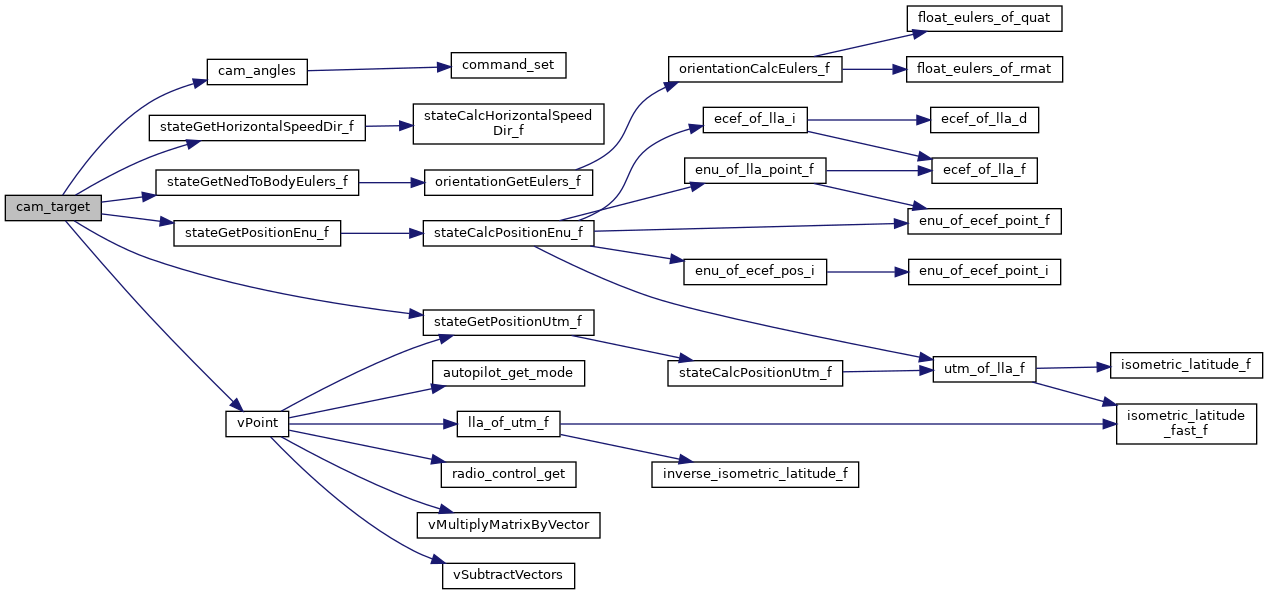 float_eulers_of_quat
cam_angles
command_set
orientationCalcEulers_f
float_eulers_of_rmat
stateGetHorizontalSpeedDir_f
stateCalcHorizontalSpeed
Dir_f
ecef_of_lla_i
ecef_of_lla_d
enu_of_lla_point_f
ecef_of_lla_f
stateGetNedToBodyEulers_f
orientationGetEulers_f
cam_target
stateGetPositionEnu_f
stateCalcPositionEnu_f
enu_of_ecef_point_f
enu_of_ecef_pos_i
enu_of_ecef_point_i
stateGetPositionUtm_f
autopilot_get_mode
stateCalcPositionUtm_f
utm_of_lla_f
isometric_latitude_f
vPoint
lla_of_utm_f
isometric_latitude
_fast_f
radio_control_get
inverse_isometric_latitude_f
vMultiplyMatrixByVector
vSubtractVectors